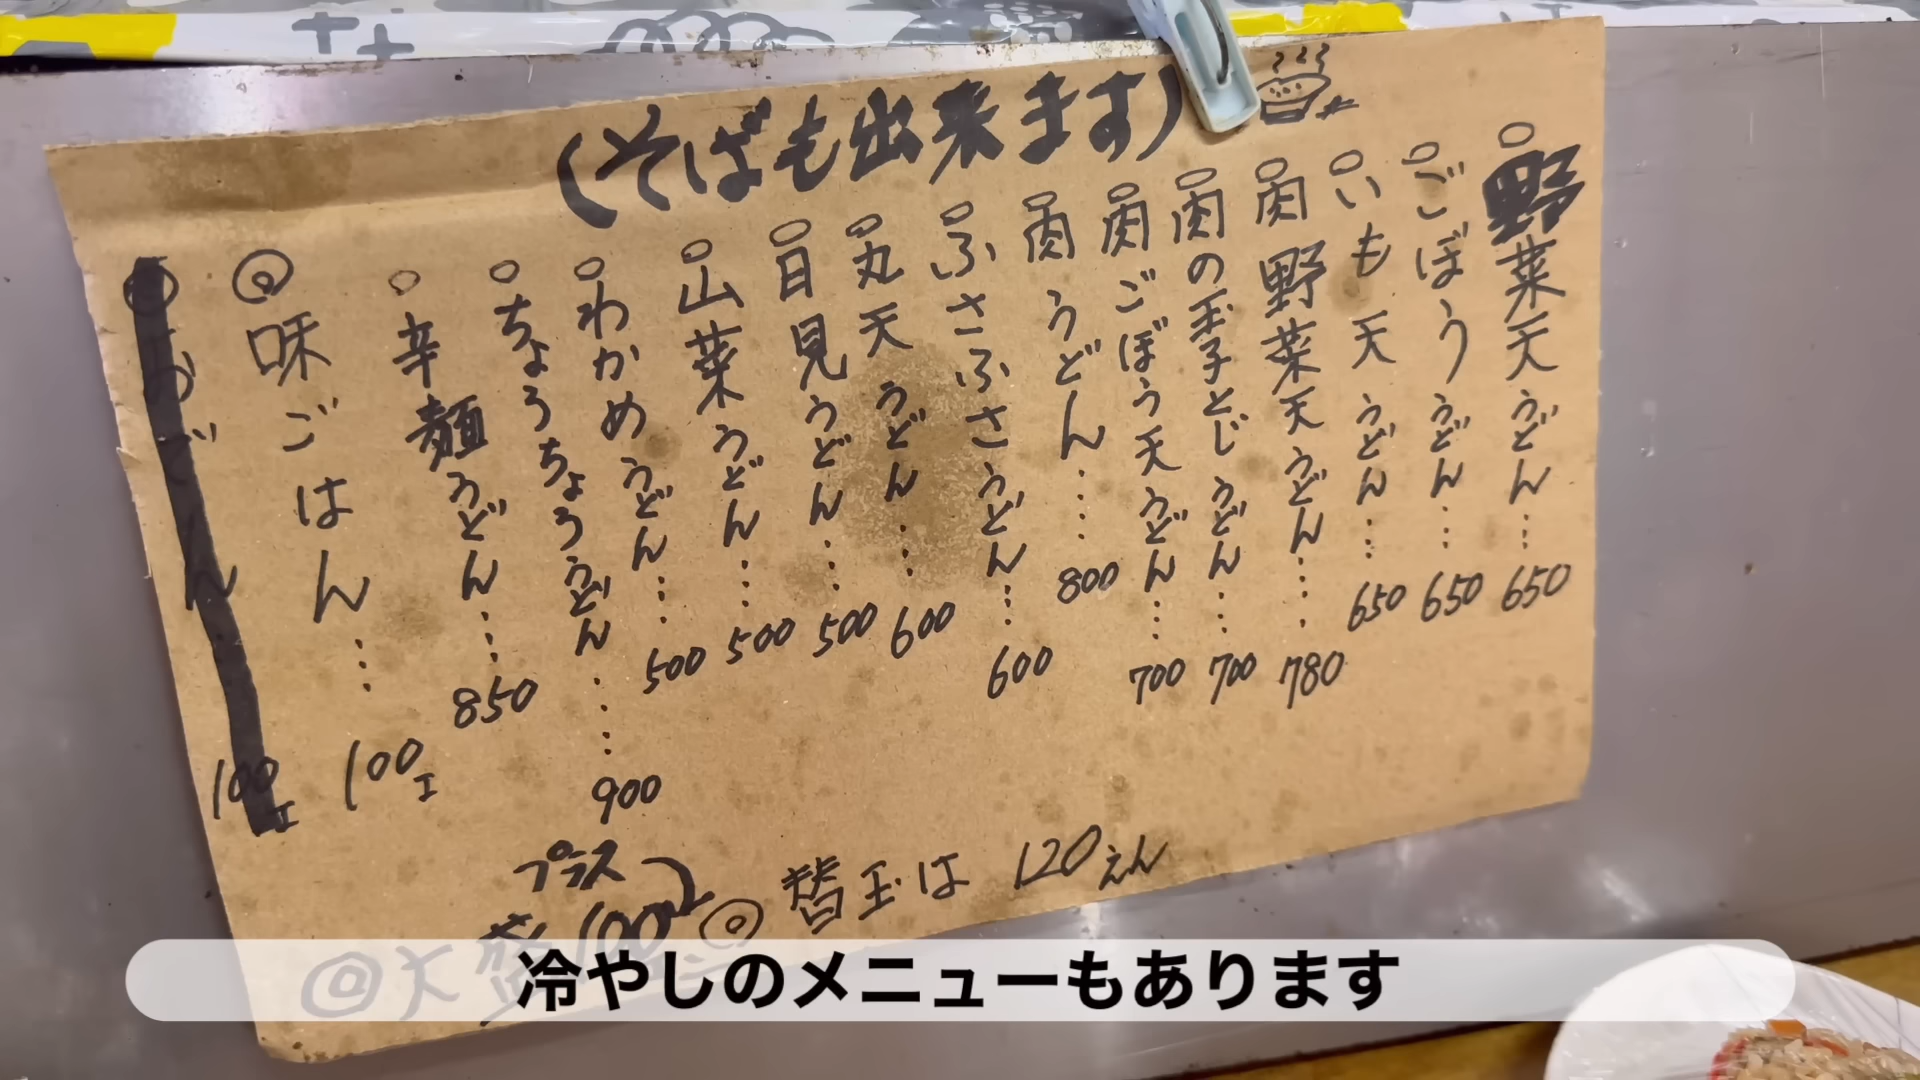 (そばも出来ます)
○野菜天うどん…650
○ごぼううどん…650
○いも天うどん…650
○肉野菜天うどん…780
○肉の玉子とじうどん…700
○肉ごぼう天うどん…700
○肉うどん…800
○ふさふさうどん…600
○丸天うどん…600
○月見うどん…500
○山菜うどん…500
○わかめうどん…500
○ちょうちょうううどん…900
○辛麺うどん…850
◎味ごはん…100エ
おでん 100エ
◎替玉は 120えん
プラス
100
冷やしのメニューもあります